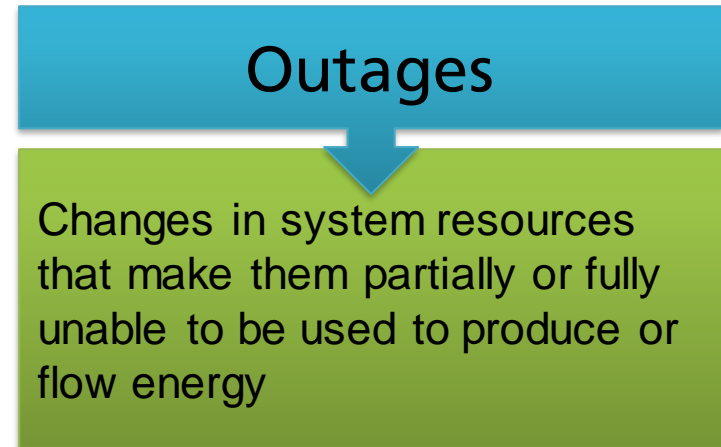 Outages
Changes in system resources
that make them partially or fully
unable to be used to produce or
flow energy